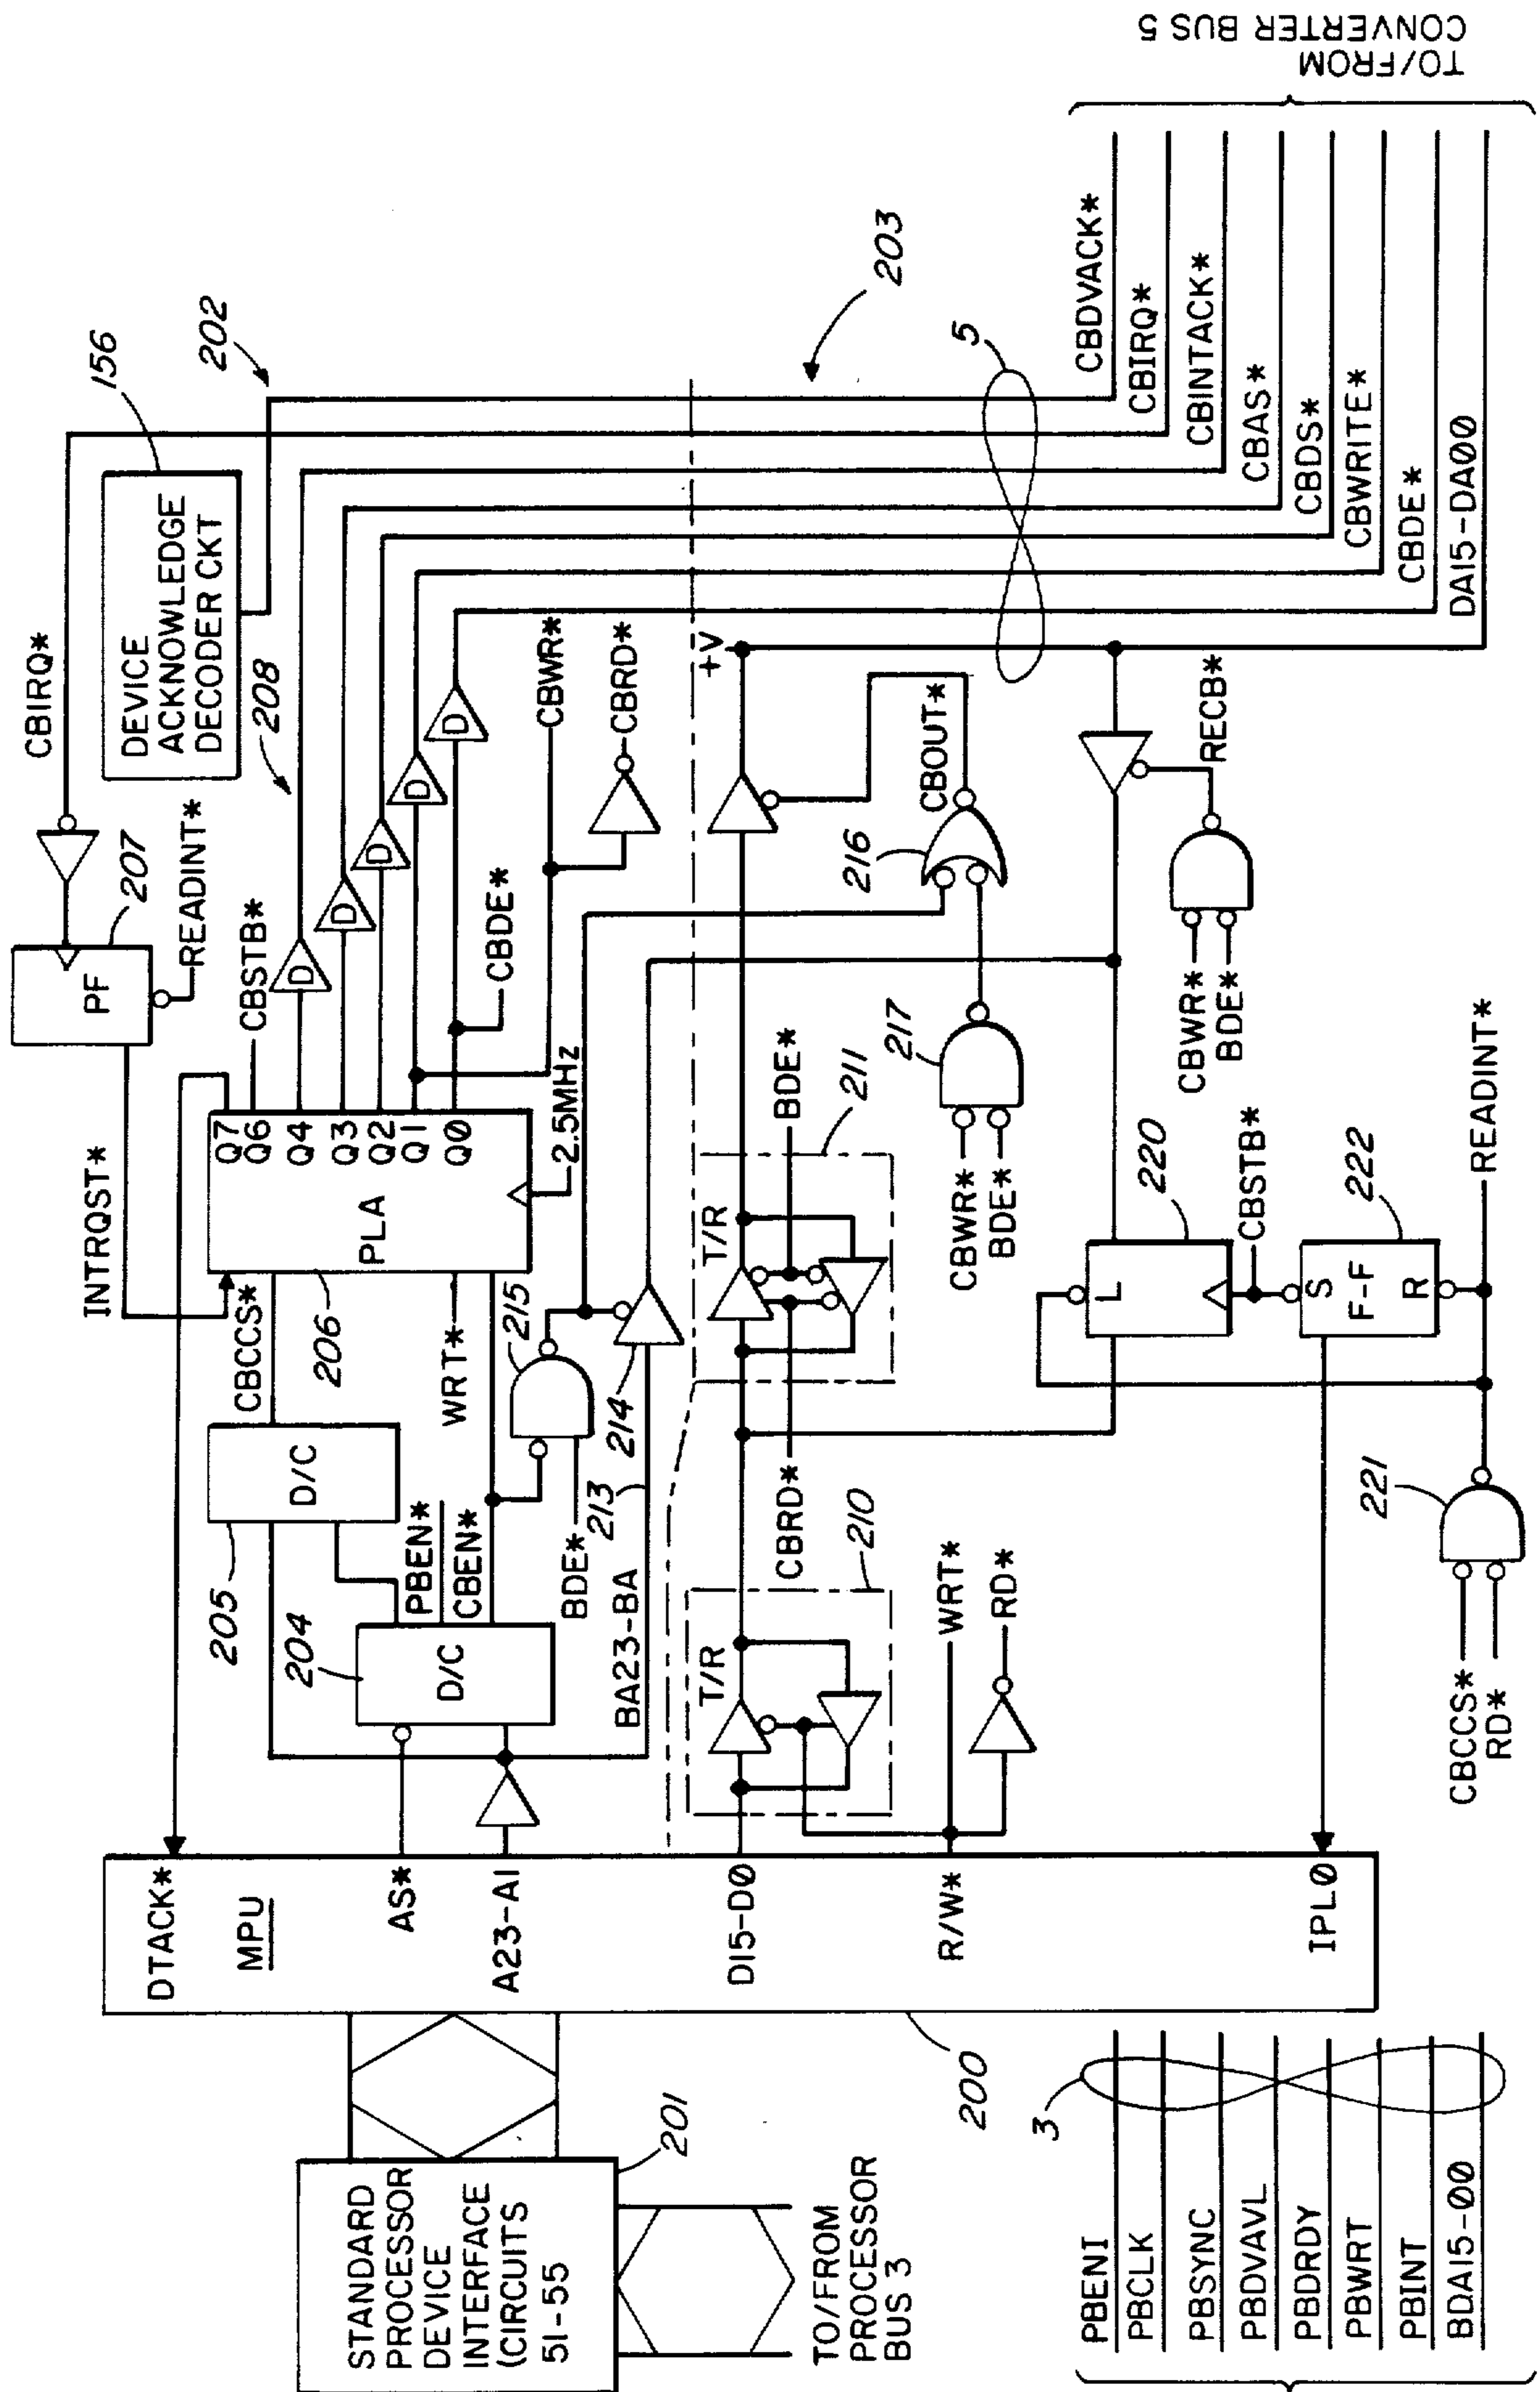 STANDARD
PROCESSOR
DEVICE
INTERFACE
(CIRCUITS
51-55
201
TO/FROM
PROCESSOR
BUS 3
PBENI
PBCLK
PBSYNC
PBDVAVL
PBDRDY
PBWRT
PBINT
BDA15-00
3
200
DTACK*
MPU
AS*
A23-A1
D15-D0
R/W*
IPL0
INTRQST*
CBCCS*
205
D/C
204
D/C
PBEN*
CBEN*
BDE*
213
BA23-BA
206
WRT*
215
214
PLA
Q7
Q6
Q4
Q3
Q2
Q1
Q0
2.5MHz
PF
207
READINT*
CBSTB*
CBIRQ*
DEVICE
ACKNOWLEDGE
DECODER CKT
156
202
208
D
D
D
D
D
CBDE*
CBWR*
CBRD*
203
+V
5
T/R
210
WRT*
RD*
CBRD*
T/R
211
BDE*
217
CBWR*
BDE*
216
CBOUT*
RECB*
CBWR*
BDE*
L
220
CBSTB*
S
F-F
R
222
READINT*
221
CBCCS*
RD*
CBDVACK*
CBIRQ*
CBINTACK*
CBAS*
CBDS*
CBWRITE*
CBDE*
DA15-DA00
TO/FROM
CONVERTER BUS 5